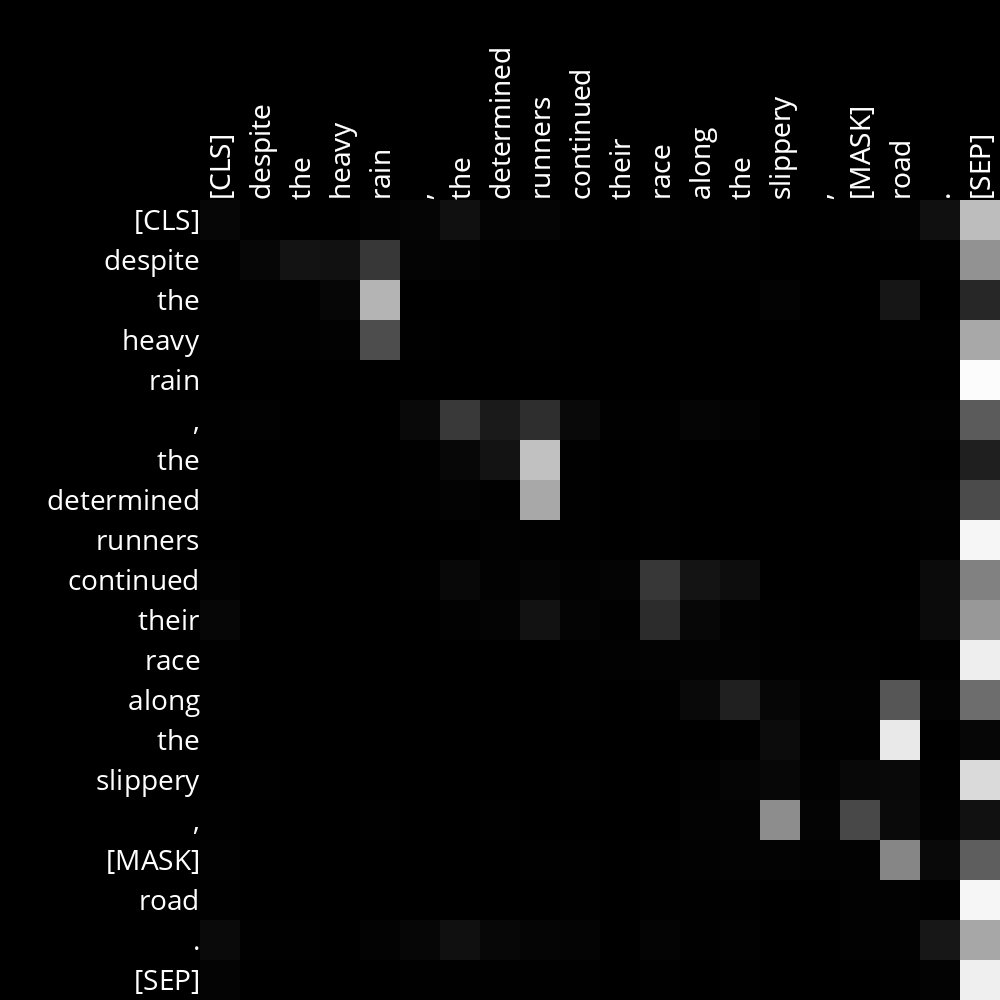 [CLS] despite the heavy rain , the determined runners continued their race along the slippery , [MASK] road . [SEP]
[CLS]
despite
the
heavy
rain
,
the
determined
runners
continued
their
race
along
the
slippery
,
[MASK]
road
.
[SEP]